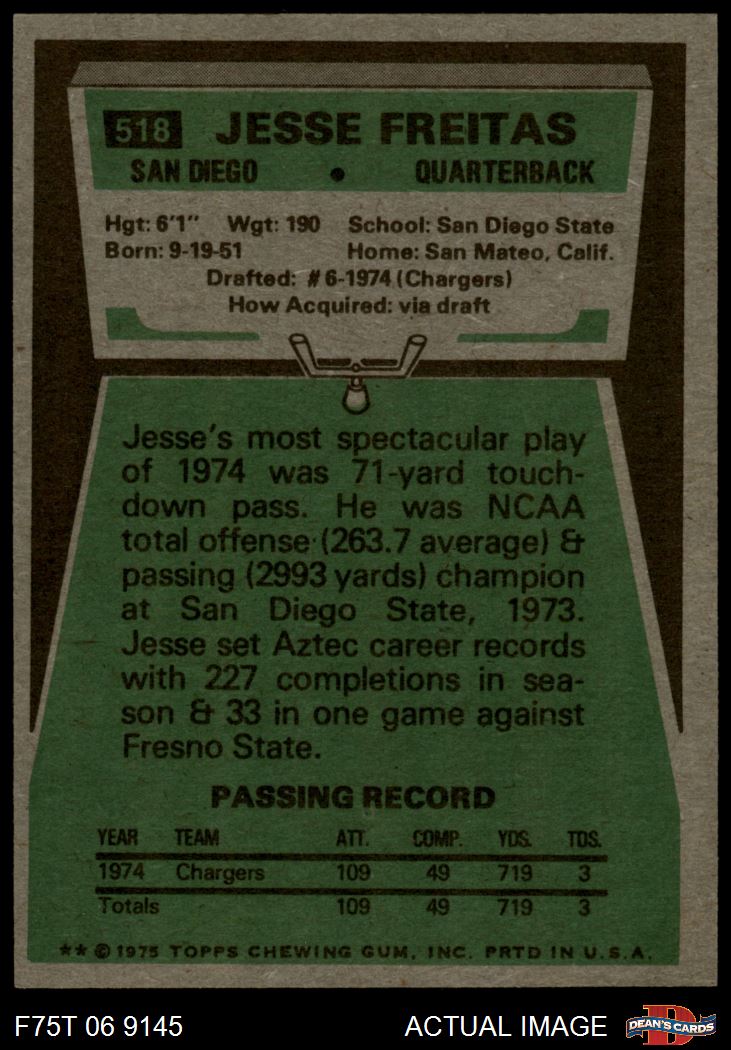 518 JESSE FREITAS
SAN DIEGO • QUARTERBACK
Hgt: 6'1" Wgt: 190 School: San Diego State
Born: 9-19-51 Home: San Mateo, Calif.
Drafted: #6-1974 (Chargers)
How Acquired: via draft
Jesse's most spectacular play
of 1974 was 71-yard touch-
down pass. He was NCAA
total offense (263.7 average) &
passing (2993 yards) champion
at San Diego State, 1973.
Jesse set Aztec career records
with 227 completions in sea-
son & 33 in one game against
Fresno State.
PASSING RECORD
YEAR TEAM ATT. COMP. YDS. TDS.
1974 Chargers 109 49 719 3
Totals 109 49 719 3
** © 1975 TOPPS CHEWING GUM, INC. PRTD IN U.S.A.
F75T 06 9145 ACTUAL IMAGE D DEAN'S CARDS